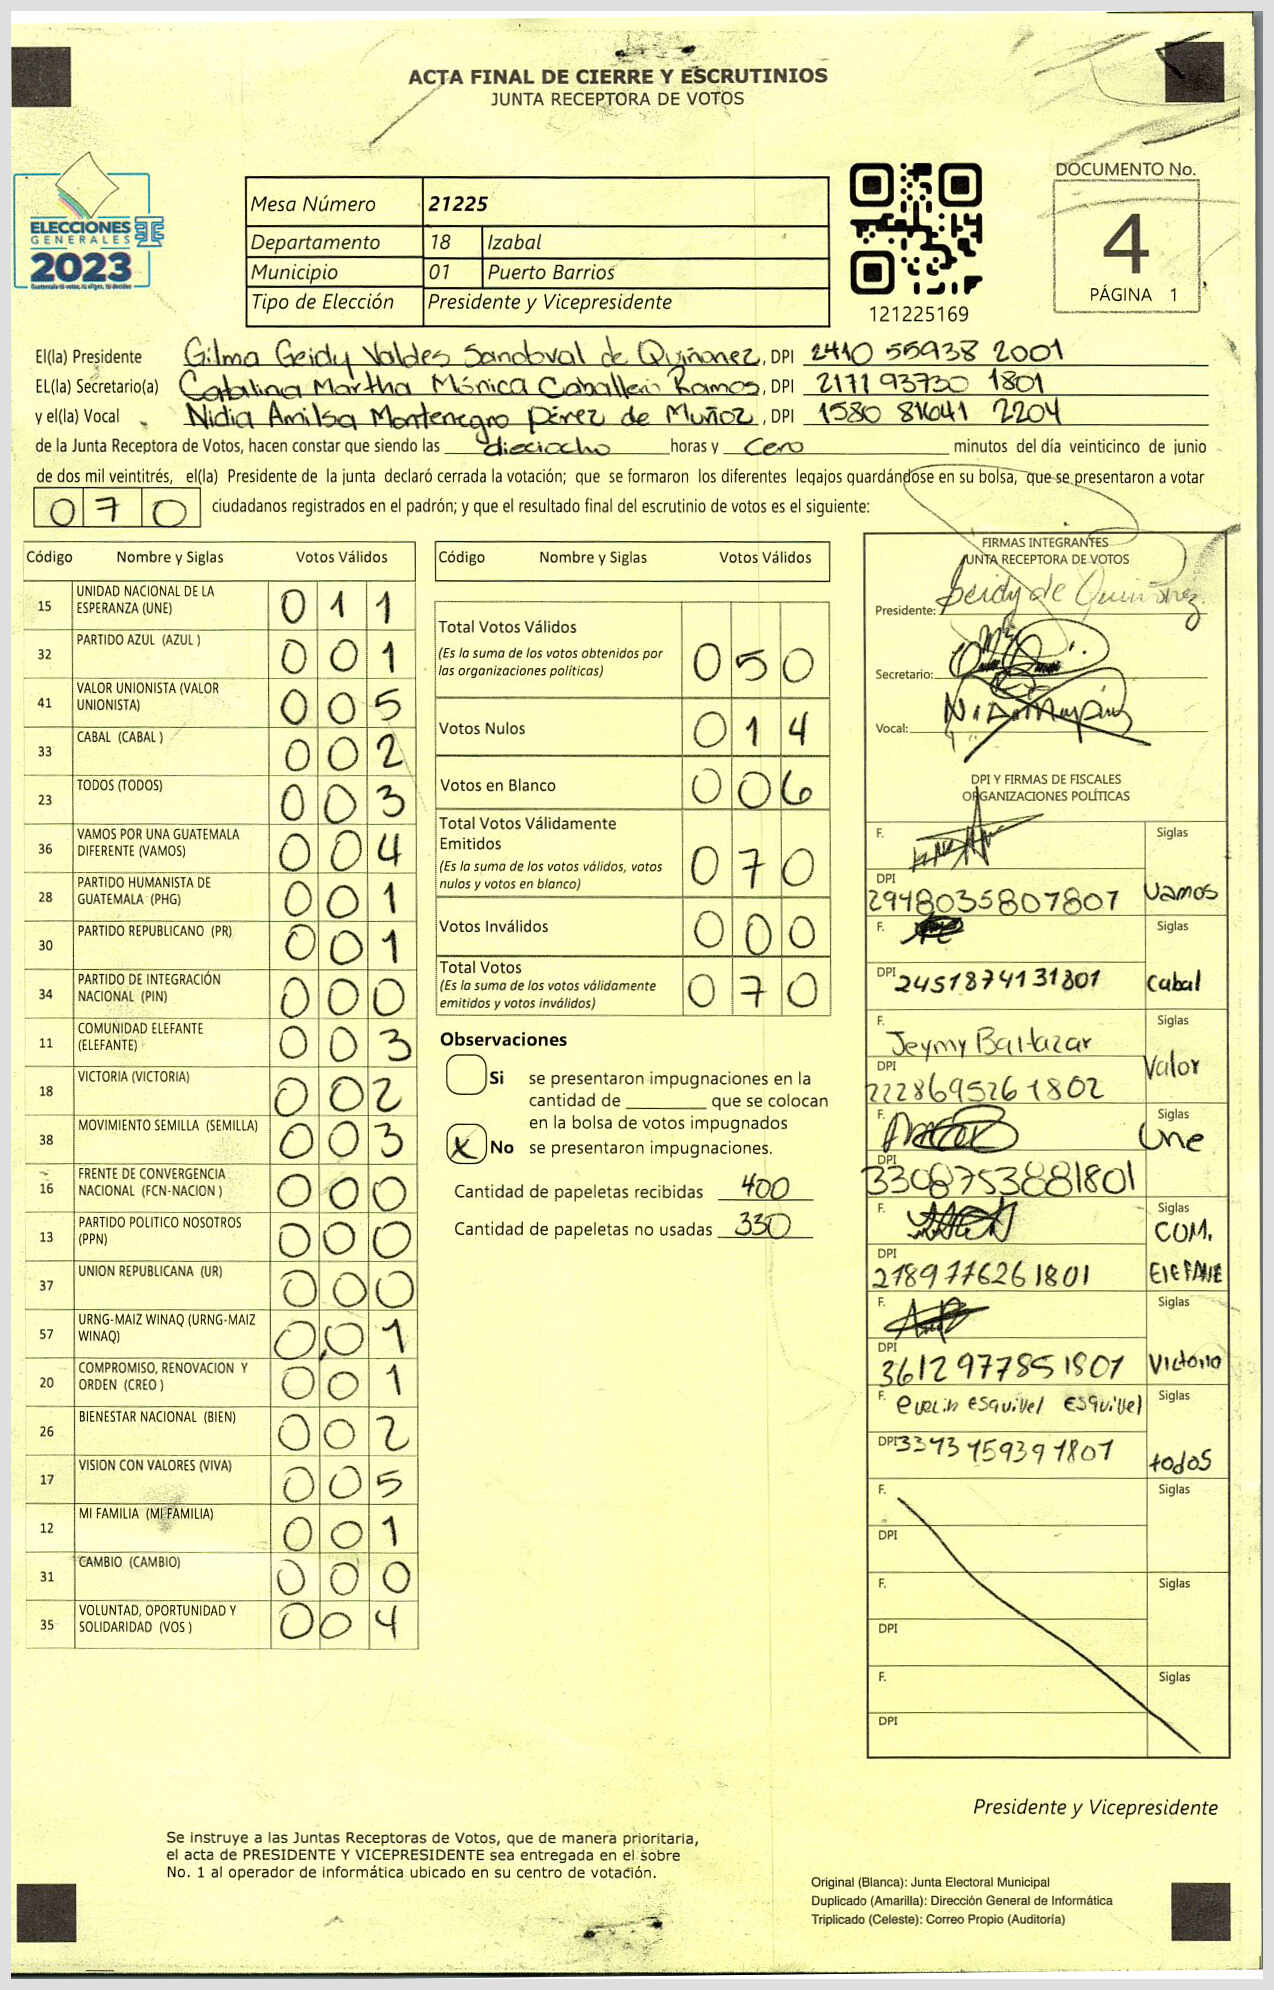 ACTA FINAL DE CIERRE Y ESCRUTINIOS
JUNTA RECEPTORA DE VOTOS
ELECCIONES
GENERALES
2023
Guatemala tú votas, tú eliges, tú decides
Mesa Número 21225
Departamento 18 Izabal
Municipio 01 Puerto Barrios
Tipo de Elección Presidente y Vicepresidente
121225169
DOCUMENTO No.
4
PÁGINA 1
El(la) Presidente Gilma Geidy Valdes Sandoval de Quiñonez, DPI 2410 55938 2001
EL(la) Secretario(a) Catalina Martha Mónica Caballero Ramos, DPI 2171 93730 1801
y el(la) Vocal Nidia Amilsa Montenegro Pérez de Muñoz, DPI 1580 81641 2204
de la Junta Receptora de Votos, hacen constar que siendo las dieciocho horas y cero minutos del día veinticinco de junio
de dos mil veintitrés, el(la) Presidente de la junta declaró cerrada la votación; que se formaron los diferentes legajos guardándose en su bolsa, que se presentaron a votar
070 ciudadanos registrados en el padrón; y que el resultado final del escrutinio de votos es el siguiente:
Código Nombre y Siglas Votos Válidos
15 UNIDAD NACIONAL DE LA ESPERANZA (UNE) 011
32 PARTIDO AZUL (AZUL ) 001
41 VALOR UNIONISTA (VALOR UNIONISTA) 005
33 CABAL (CABAL ) 002
23 TODOS (TODOS) 003
36 VAMOS POR UNA GUATEMALA DIFERENTE (VAMOS) 004
28 PARTIDO HUMANISTA DE GUATEMALA (PHG) 001
30 PARTIDO REPUBLICANO (PR) 001
34 PARTIDO DE INTEGRACIÓN NACIONAL (PIN) 000
11 COMUNIDAD ELEFANTE (ELEFANTE) 003
18 VICTORIA (VICTORIA) 002
38 MOVIMIENTO SEMILLA (SEMILLA) 003
16 FRENTE DE CONVERGENCIA NACIONAL (FCN-NACION ) 000
13 PARTIDO POLITICO NOSOTROS (PPN) 000
37 UNION REPUBLICANA (UR) 000
57 URNG-MAIZ WINAQ (URNG-MAIZ WINAQ) 001
20 COMPROMISO, RENOVACION Y ORDEN (CREO ) 001
26 BIENESTAR NACIONAL (BIEN) 002
17 VISION CON VALORES (VIVA) 005
12 MI FAMILIA (MI FAMILIA) 001
31 CAMBIO (CAMBIO) 000
35 VOLUNTAD, OPORTUNIDAD Y SOLIDARIDAD (VOS ) 004
Código Nombre y Siglas Votos Válidos
Total Votos Válidos 050
(Es la suma de los votos obtenidos por
las organizaciones políticas)
Votos Nulos 014
Votos en Blanco 006
Total Votos Válidamente
Emitidos 070
(Es la suma de los votos válidos, votos
nulos y votos en blanco)
Votos Inválidos 000
Total Votos 070
(Es la suma de los votos válidamente
emitidos y votos inválidos)
Observaciones
Si se presentaron impugnaciones en la
cantidad de ________ que se colocan
en la bolsa de votos impugnados
X No se presentaron impugnaciones.
Cantidad de papeletas recibidas 400
Cantidad de papeletas no usadas 330
FIRMAS INTEGRANTES
JUNTA RECEPTORA DE VOTOS
Presidente: Geidy de Quiñonez
Secretario:
Vocal:
DPI Y FIRMAS DE FISCALES
ORGANIZACIONES POLÍTICAS
F. Siglas
DPI 2948035807807 Vamos
F. Siglas
DPI 2451874131801 Cabal
F. Jeymy Baltazar Siglas
DPI 2228695261802 Valor
F. Siglas
DPI 3308753881801 Une
F. Siglas COM.
DPI 2789776261801 ElEFANE
F. Siglas
DPI 3612977851801 Victorio
F. Evelin ESquivel ESquivel Siglas
DPI 3343459391801 todos
F. Siglas
DPI
F. Siglas
DPI
F. Siglas
DPI
Presidente y Vicepresidente
Se instruye a las Juntas Receptoras de Votos, que de manera prioritaria,
el acta de PRESIDENTE Y VICEPRESIDENTE sea entregada en el sobre
No. 1 al operador de informática ubicado en su centro de votación.
Original (Blanca): Junta Electoral Municipal
Duplicado (Amarilla): Dirección General de Informática
Triplicado (Celeste): Correo Propio (Auditoría)